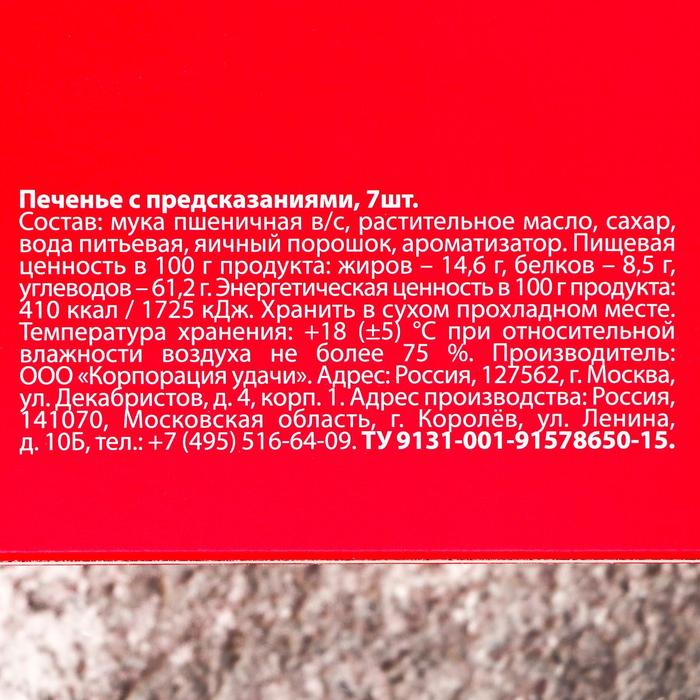 Печенье с предсказаниями, 7шт.
Состав: мука пшеничная в/с, растительное масло, сахар,
вода питьевая, яичный порошок, ароматизатор. Пищевая
ценность в 100 г продукта: жиров – 14,6 г, белков – 8,5 г,
углеводов – 61,2 г. Энергетическая ценность в 100 г продукта:
410 ккал / 1725 кДж. Хранить в сухом прохладном месте.
Температура хранения: +18 (±5) °С при относительной
влажности воздуха не более 75 %. Производитель:
ООО «Корпорация удачи». Адрес: Россия, 127562, г. Москва,
ул. Декабристов, д. 4, корп. 1. Адрес производства: Россия,
141070, Московская область, г. Королёв, ул. Ленина,
д. 10Б, тел.: +7 (495) 516-64-09. ТУ 9131-001-91578650-15.